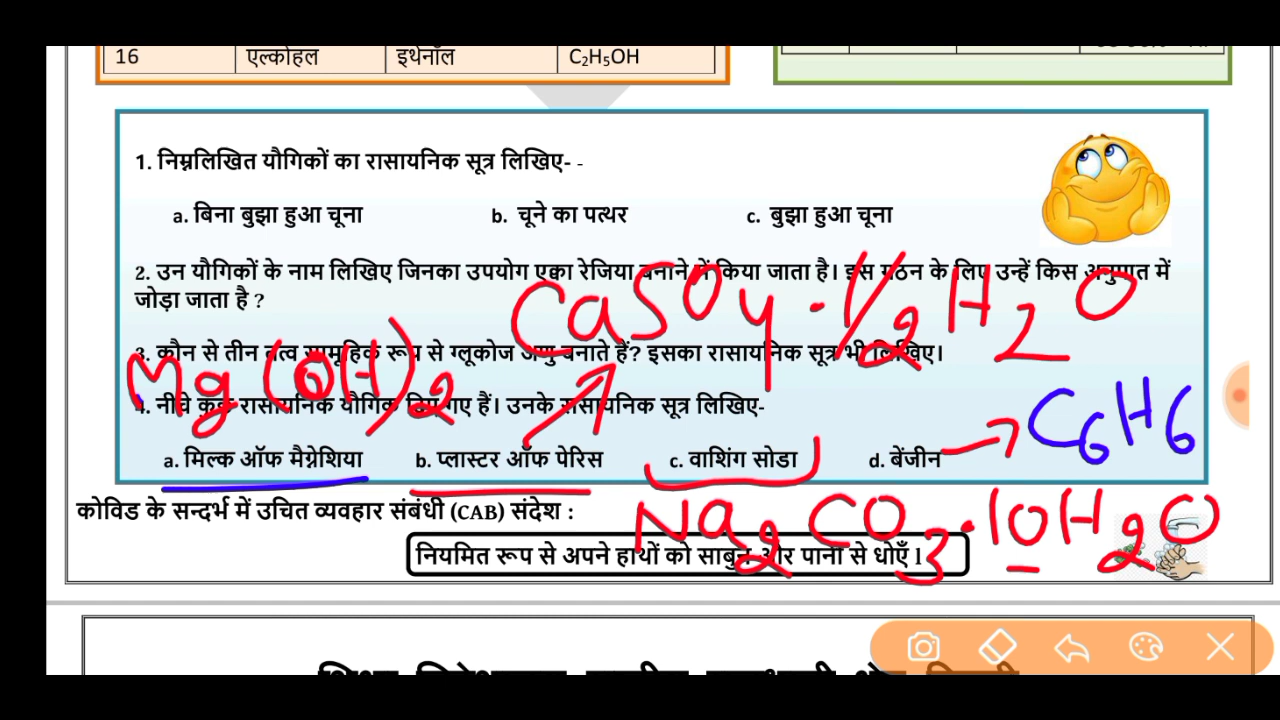 16 एल्कोहल इथेनॉल C₂H₅OH
1. निम्नलिखित यौगिकों का रासायनिक सूत्र लिखिए- -
a. बिना बुझा हुआ चूना b. चूने का पत्थर c. बुझा हुआ चूना
2. उन यौगिकों के नाम लिखिए जिनका उपयोग एक्वा रेजिया बनाने में किया जाता है। इस गठन के लिए उन्हें किस अनुपात में
जोड़ा जाता है ?
CaSO4.1/2H2O
3. कौन से तीन तत्व सामूहिक रूप से ग्लूकोज अणु बनाते हैं? इसका रासायनिक सूत्र भी लिखिए।
Mg(OH)2
4. नीचे कुछ रासायनिक यौगिक दिए गए हैं। उनके रासायनिक सूत्र लिखिए-
C6H6
a. मिल्क ऑफ मैग्नेशिया b. प्लास्टर ऑफ पेरिस c. वाशिंग सोडा d. बेंजीन
कोविड के सन्दर्भ में उचित व्यवहार संबंधी (CAB) संदेश :
Na2CO3.10H2O
नियमित रूप से अपने हाथों को साबुन और पानी से धोएँ l